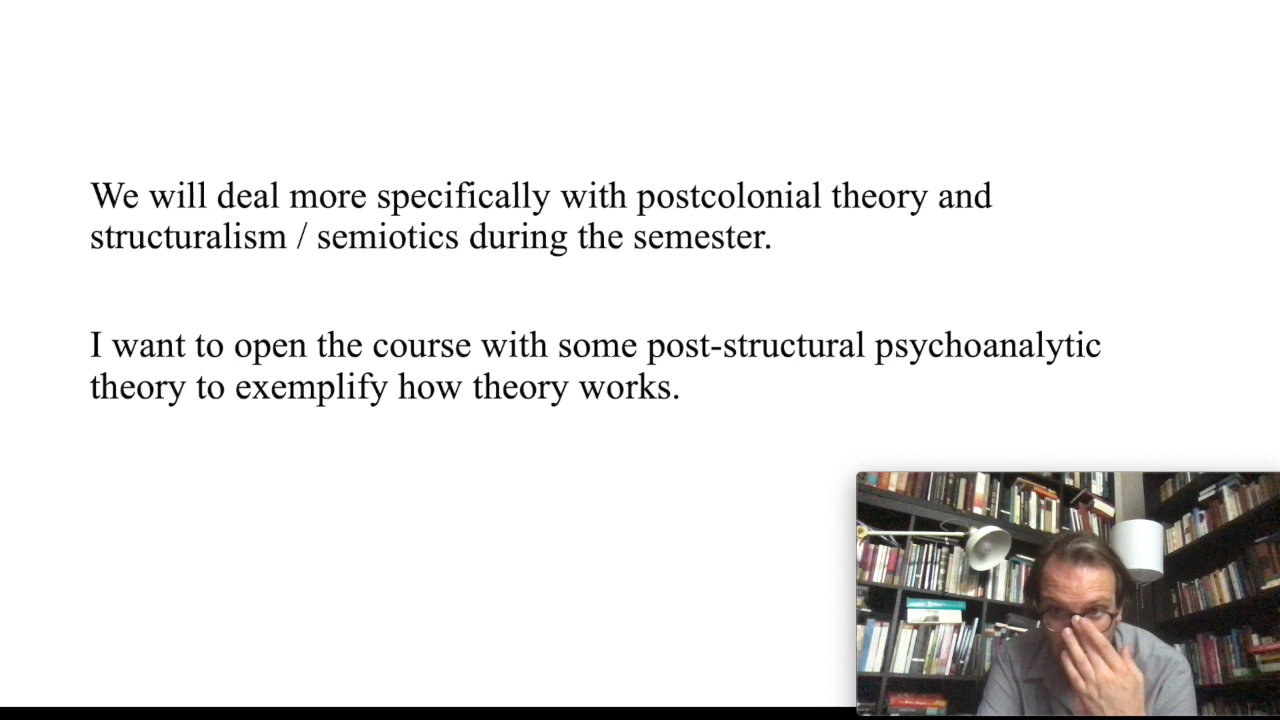 We will deal more specifically with postcolonial theory and
structuralism / semiotics during the semester.
I want to open the course with some post-structural psychoanalytic
theory to exemplify how theory works.